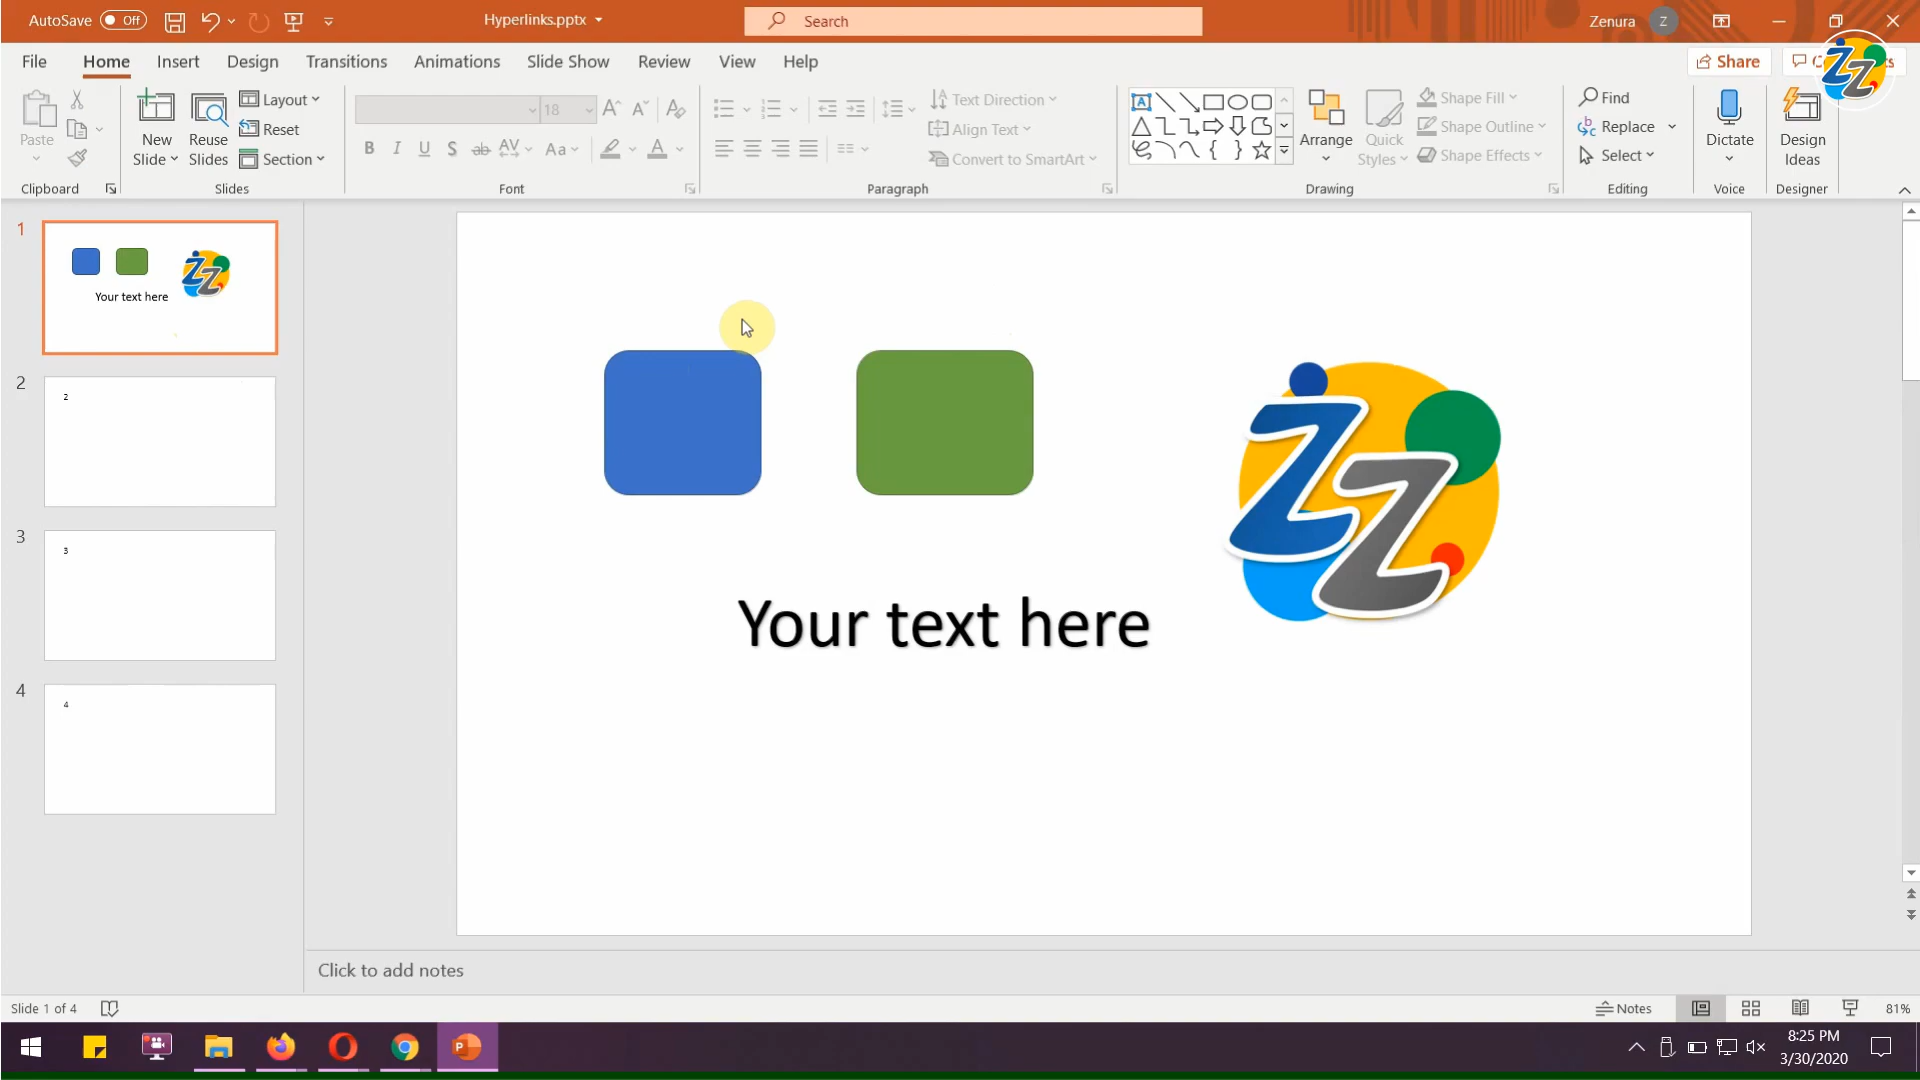 AutoSave Off
Hyperlinks.pptx
Search
Zenura Z
File Home Insert Design Transitions Animations Slide Show Review View Help
Share
Paste
Clipboard
New Slide
Reuse Slides
Layout
Reset
Section
Slides
18
B I U S ab AV Aa A
Font
Text Direction
Align Text
Convert to SmartArt
Paragraph
Arrange
Quick Styles
Shape Fill
Shape Outline
Shape Effects
Drawing
Find
Replace
Select
Editing
Dictate
Voice
Design Ideas
Designer
1
Your text here
2
2
3
3
4
4
ZZ
Your text here
Click to add notes
Slide 1 of 4
Notes
81%
8:25 PM
3/30/2020